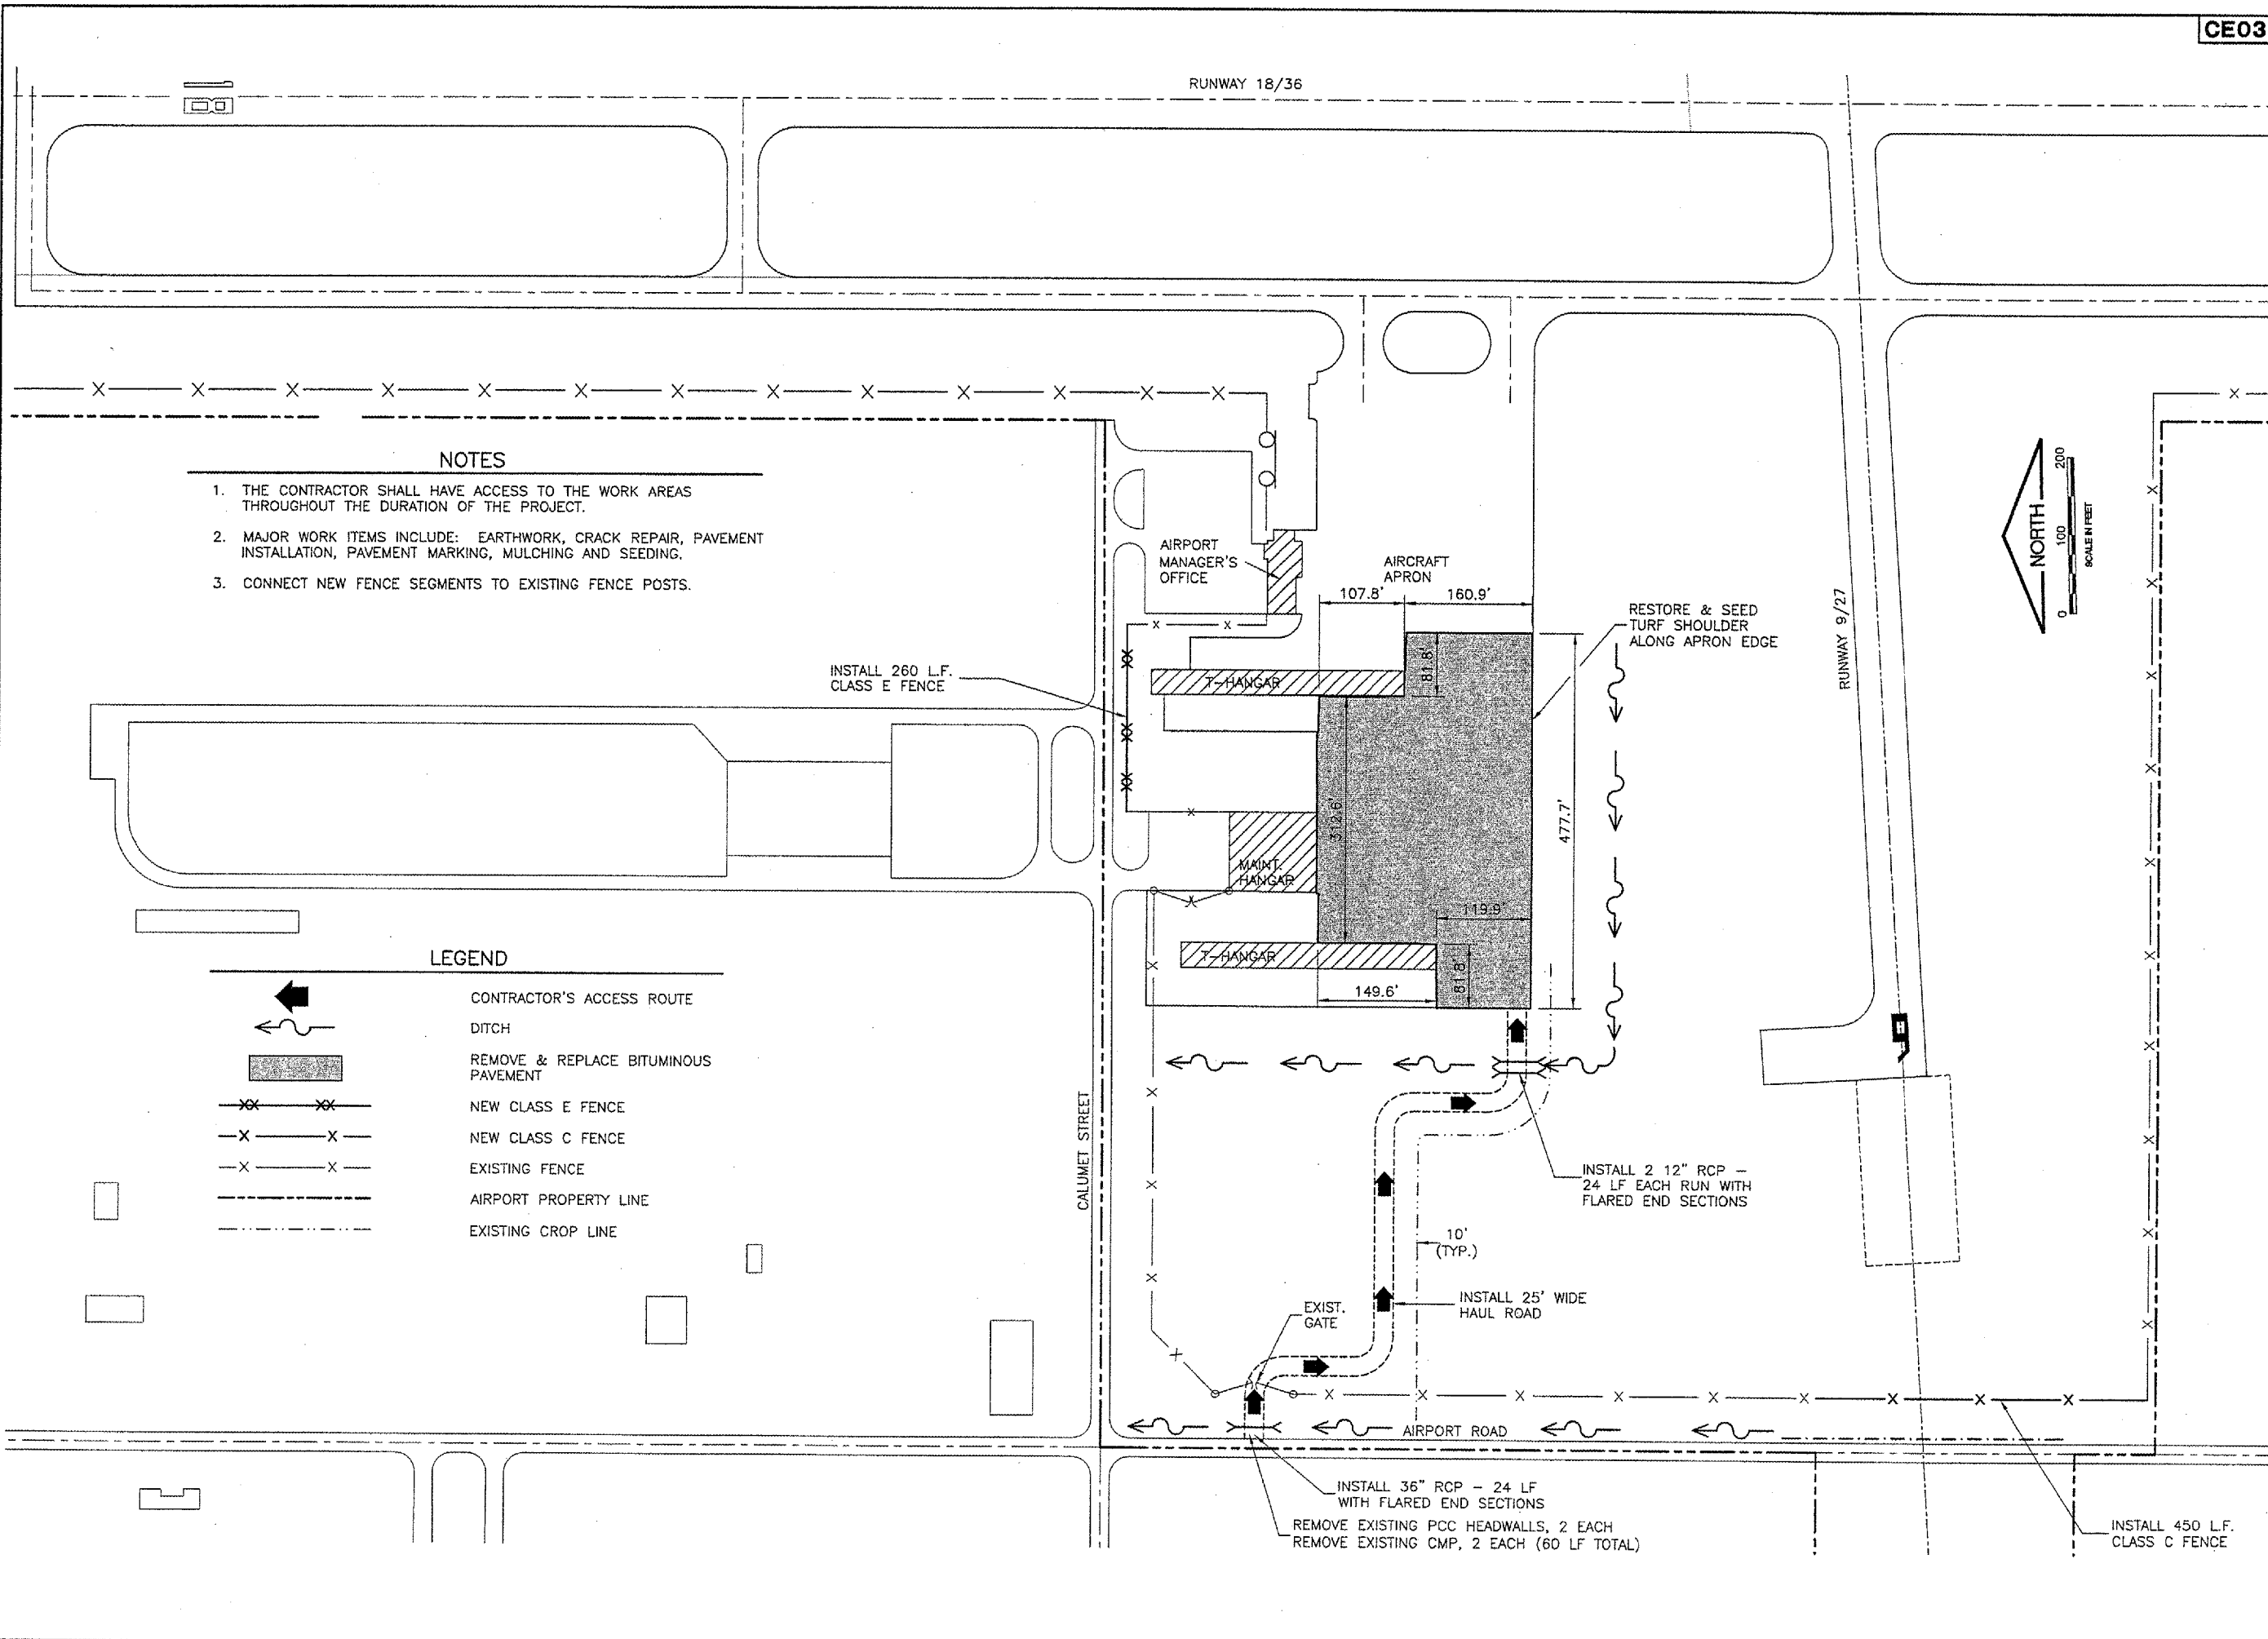 CE03
RUNWAY 18/36
NOTES
1. THE CONTRACTOR SHALL HAVE ACCESS TO THE WORK AREAS
THROUGHOUT THE DURATION OF THE PROJECT.
2. MAJOR WORK ITEMS INCLUDE: EARTHWORK, CRACK REPAIR, PAVEMENT
INSTALLATION, PAVEMENT MARKING, MULCHING AND SEEDING.
3. CONNECT NEW FENCE SEGMENTS TO EXISTING FENCE POSTS.
AIRPORT
MANAGER'S
OFFICE
AIRCRAFT
APRON
107.8'
160.9'
RESTORE & SEED
TURF SHOULDER
ALONG APRON EDGE
RUNWAY 9/27
NORTH
0 100 200
SCALE IN FEET
INSTALL 260 L.F.
CLASS E FENCE
T-HANGAR
81.8'
312.6'
477.7'
MAINT.
HANGAR
119.9'
T-HANGAR
81.8'
149.6'
LEGEND
CONTRACTOR'S ACCESS ROUTE
DITCH
REMOVE & REPLACE BITUMINOUS
PAVEMENT
NEW CLASS E FENCE
NEW CLASS C FENCE
EXISTING FENCE
AIRPORT PROPERTY LINE
EXISTING CROP LINE
CALUMET STREET
INSTALL 2 12" RCP -
24 LF EACH RUN WITH
FLARED END SECTIONS
10'
(TYP.)
INSTALL 25' WIDE
HAUL ROAD
EXIST.
GATE
AIRPORT ROAD
INSTALL 36" RCP - 24 LF
WITH FLARED END SECTIONS
REMOVE EXISTING PCC HEADWALLS, 2 EACH
REMOVE EXISTING CMP, 2 EACH (60 LF TOTAL)
INSTALL 450 L.F.
CLASS C FENCE